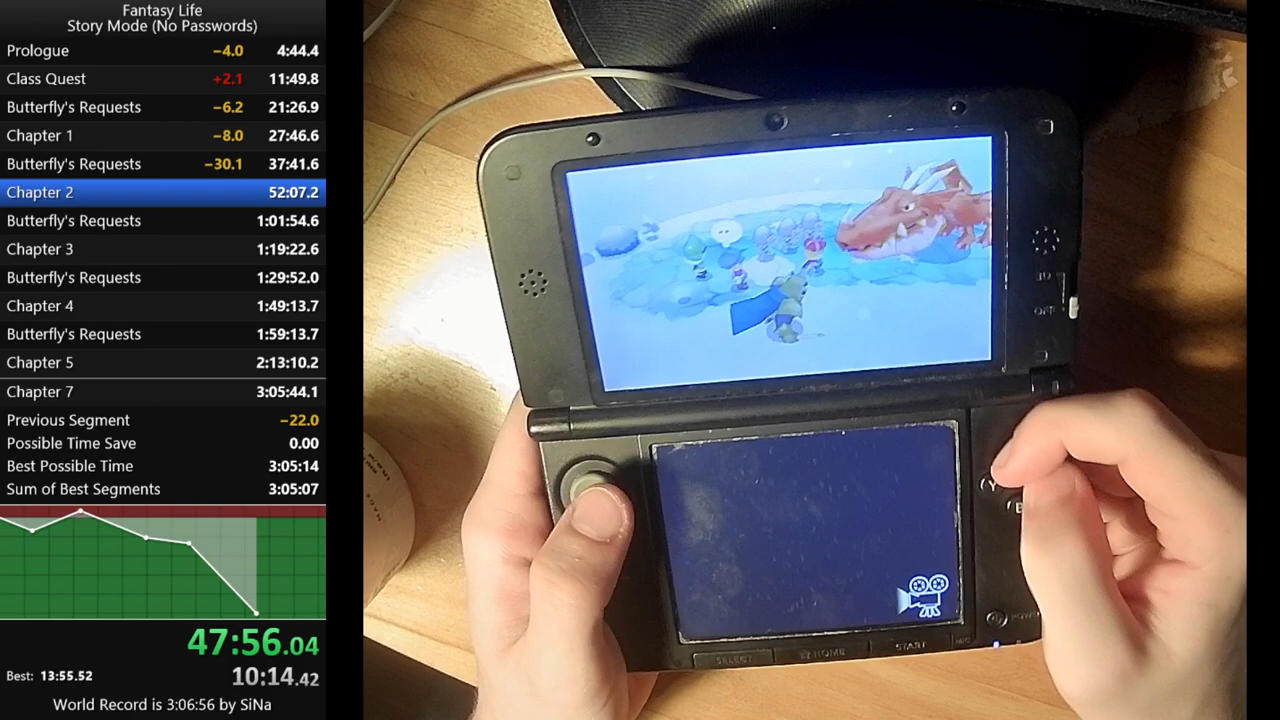 Fantasy Life
Story Mode (No Passwords)
Prologue −4.0 4:44.4
Class Quest +2.1 11:49.8
Butterfly's Requests −6.2 21:26.9
Chapter 1 −8.0 27:46.6
Butterfly's Requests −30.1 37:41.6
Chapter 2 52:07.2
Butterfly's Requests 1:01:54.6
Chapter 3 1:19:22.6
Butterfly's Requests 1:29:52.0
Chapter 4 1:49:13.7
Butterfly's Requests 1:59:13.7
Chapter 5 2:13:10.2
Chapter 7 3:05:44.1
Previous Segment −22.0
Possible Time Save 0.00
Best Possible Time 3:05:14
Sum of Best Segments 3:05:07
47:56.04
Best: 13:55.52 10:14.42
World Record is 3:06:56 by SiNa
3D
OFF
Y
B
POWER
SELECT HOME START MIC